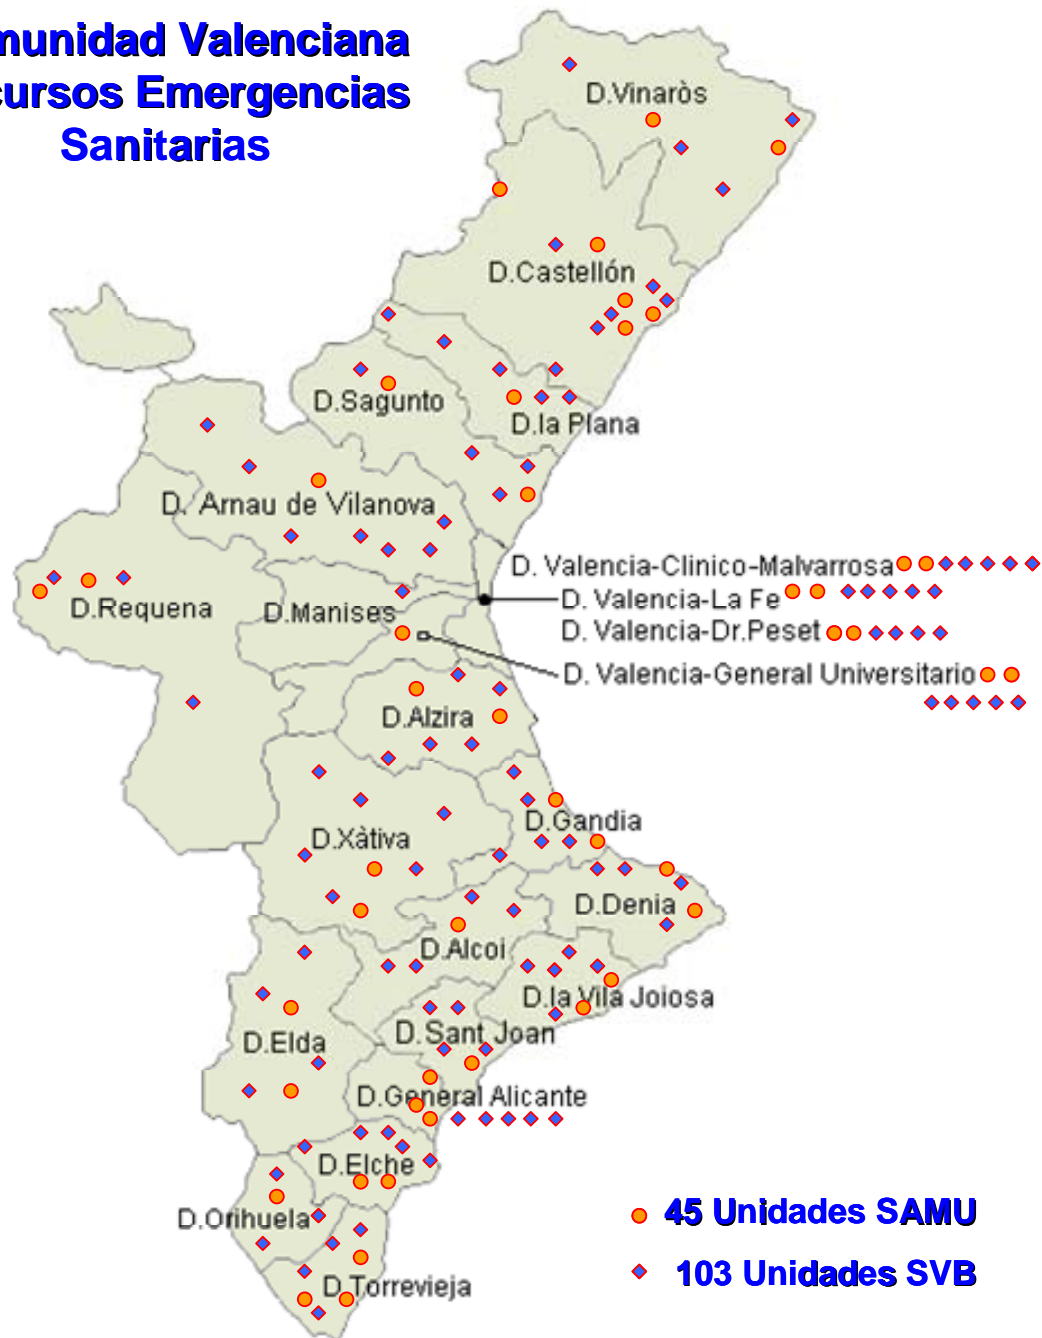 munidad Valenciana
cursos Emergencias
Sanitarias
D.Vinaròs
D.Castellón
D.Sagunto
D.la Plana
D. Arnau de Vilanova
D. Valencia-Clinico-Malvarrosa
D.Requena
D.Manises
D. Valencia-La Fe
D. Valencia-Dr.Peset
D. Valencia-General Universitario
D.Alzira
D.Gandia
D.Xàtiva
D.Denia
D.Alcoi
D.la Vila Joiosa
D.Sant Joan
D.Elda
D.General Alicante
D.Elche
D.Orihuela
45 Unidades SAMU
103 Unidades SVB
D.Torrevieja